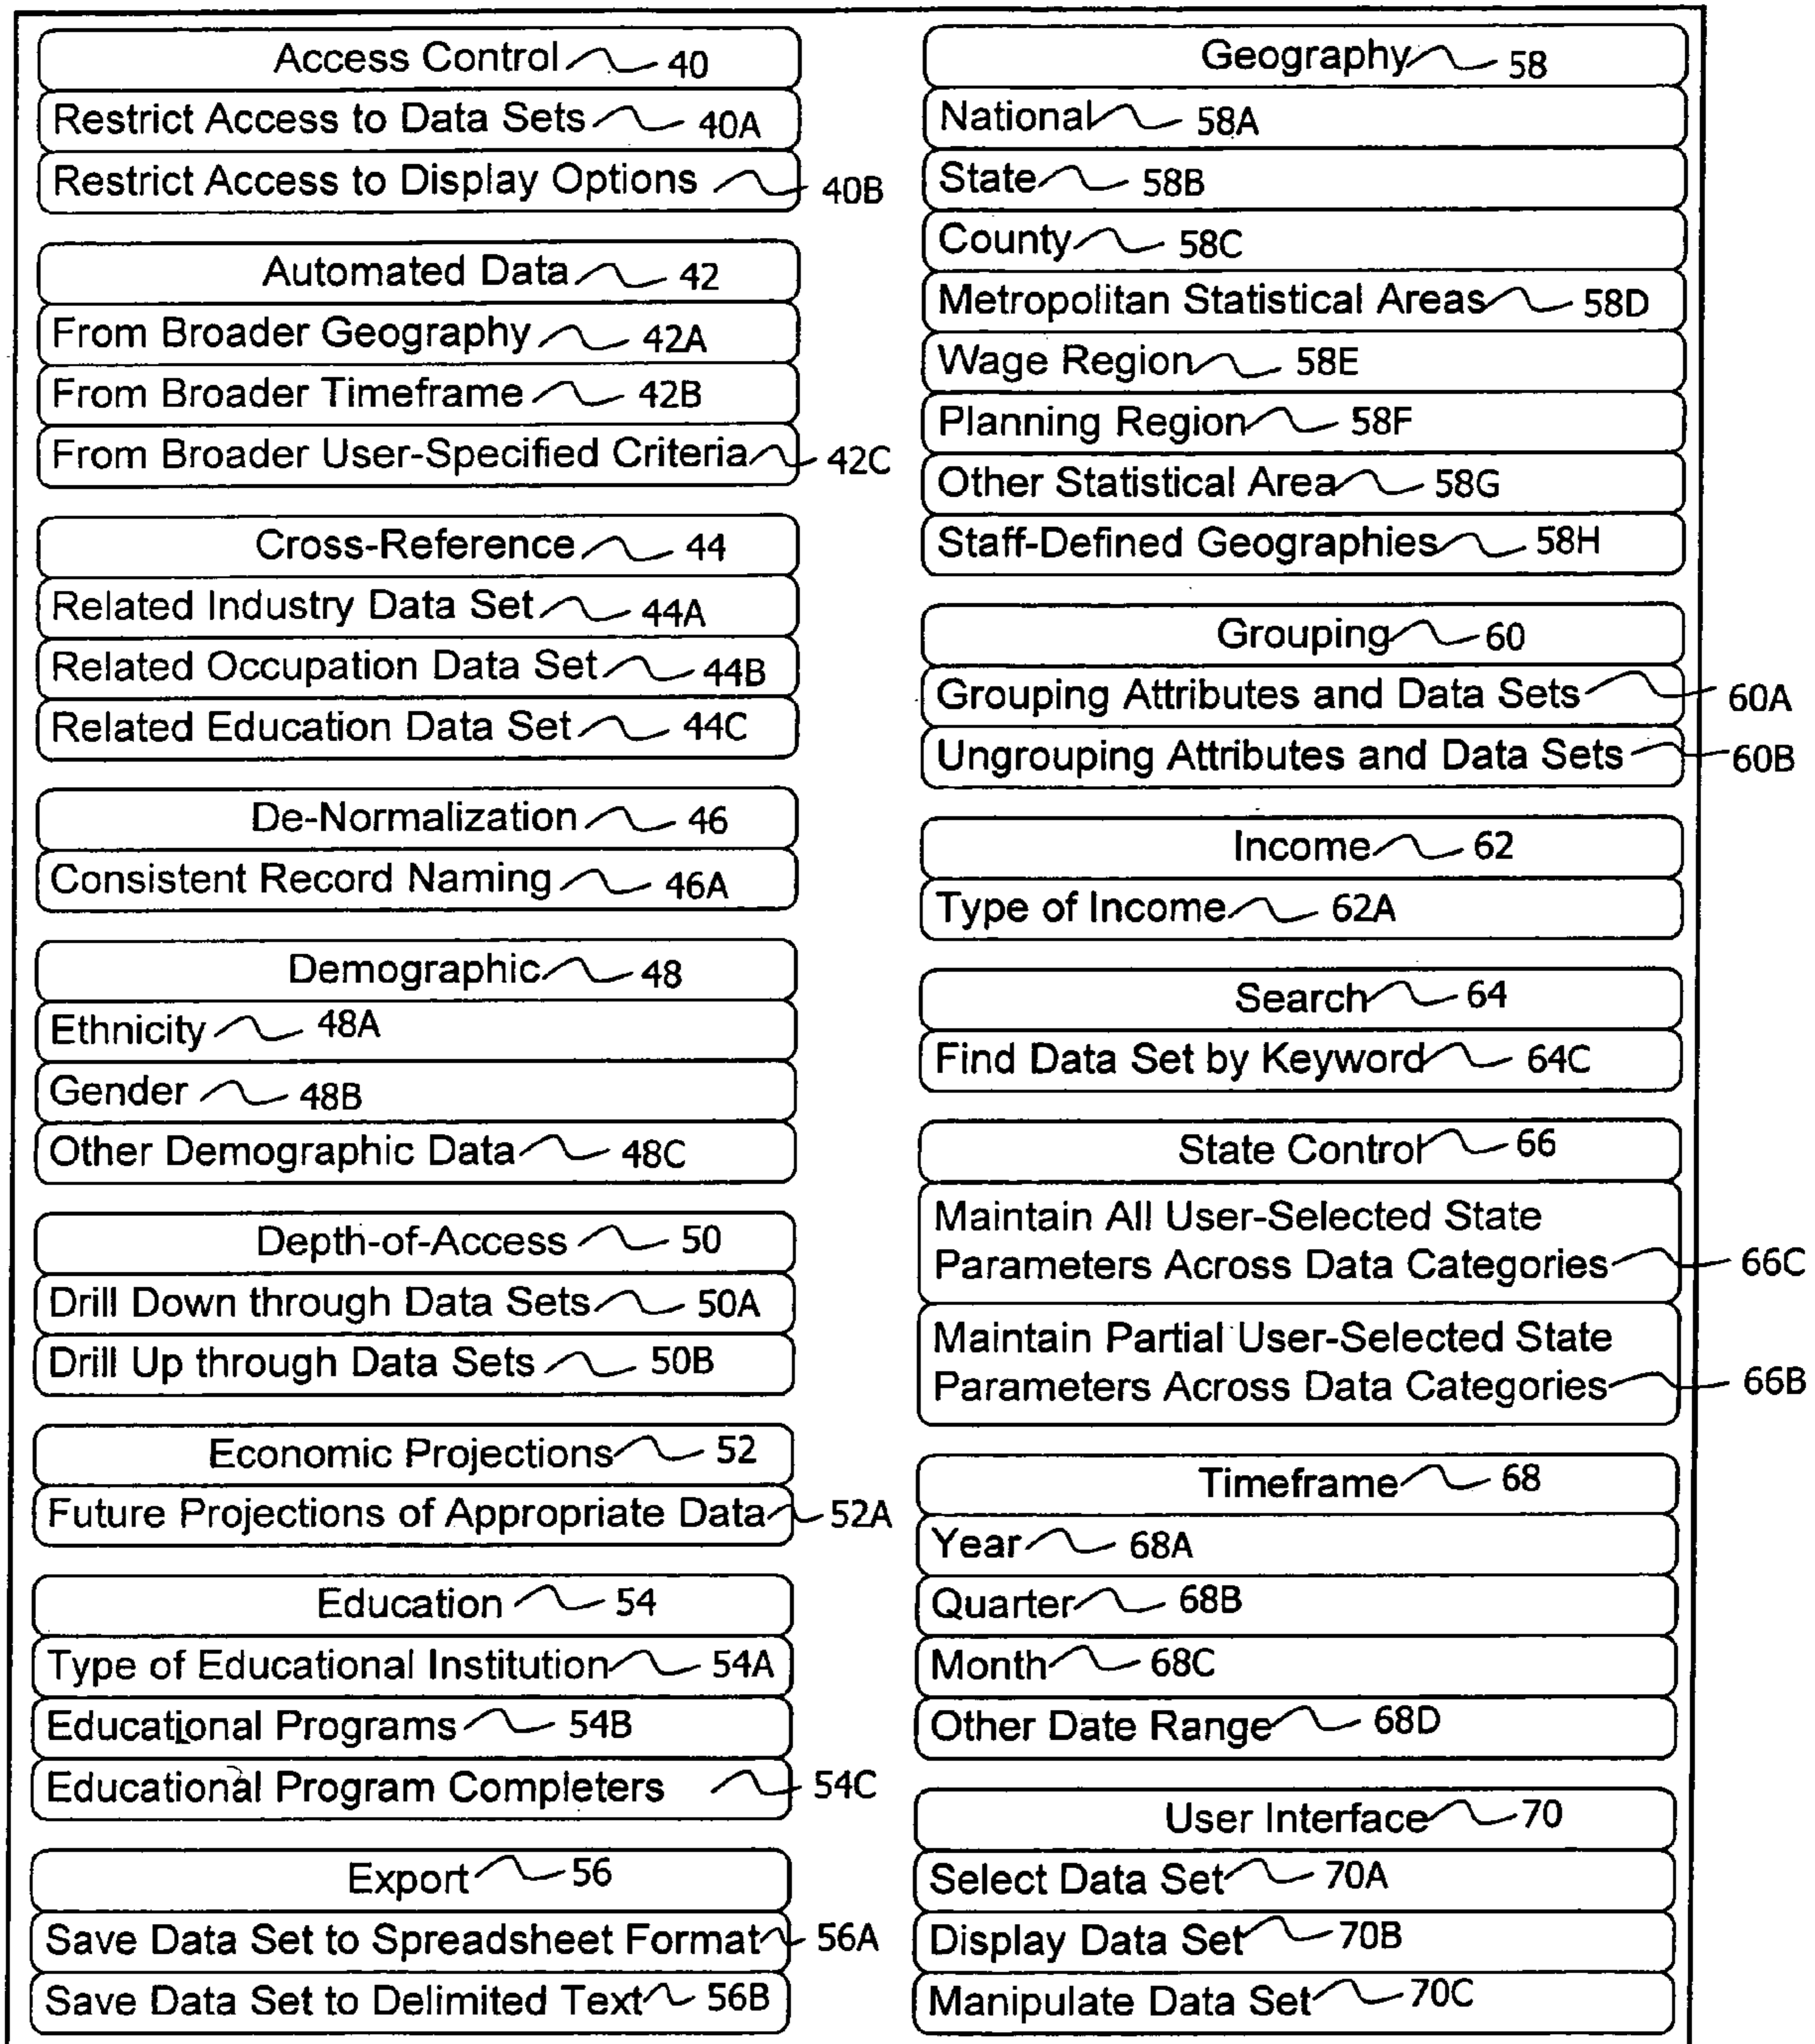 Access Control 40
Restrict Access to Data Sets 40A
Restrict Access to Display Options 40B
Automated Data 42
From Broader Geography 42A
From Broader Timeframe 42B
From Broader User-Specified Criteria 42C
Cross-Reference 44
Related Industry Data Set 44A
Related Occupation Data Set 44B
Related Education Data Set 44C
De-Normalization 46
Consistent Record Naming 46A
Demographic 48
Ethnicity 48A
Gender 48B
Other Demographic Data 48C
Depth-of-Access 50
Drill Down through Data Sets 50A
Drill Up through Data Sets 50B
Economic Projections 52
Future Projections of Appropriate Data 52A
Education 54
Type of Educational Institution 54A
Educational Programs 54B
Educational Program Completers 54C
Export 56
Save Data Set to Spreadsheet Format 56A
Save Data Set to Delimited Text 56B
Geography 58
National 58A
State 58B
County 58C
Metropolitan Statistical Areas 58D
Wage Region 58E
Planning Region 58F
Other Statistical Area 58G
Staff-Defined Geographies 58H
Grouping 60
Grouping Attributes and Data Sets 60A
Ungrouping Attributes and Data Sets 60B
Income 62
Type of Income 62A
Search 64
Find Data Set by Keyword 64C
State Control 66
Maintain All User-Selected State
Parameters Across Data Categories 66C
Maintain Partial User-Selected State
Parameters Across Data Categories 66B
Timeframe 68
Year 68A
Quarter 68B
Month 68C
Other Date Range 68D
User Interface 70
Select Data Set 70A
Display Data Set 70B
Manipulate Data Set 70C